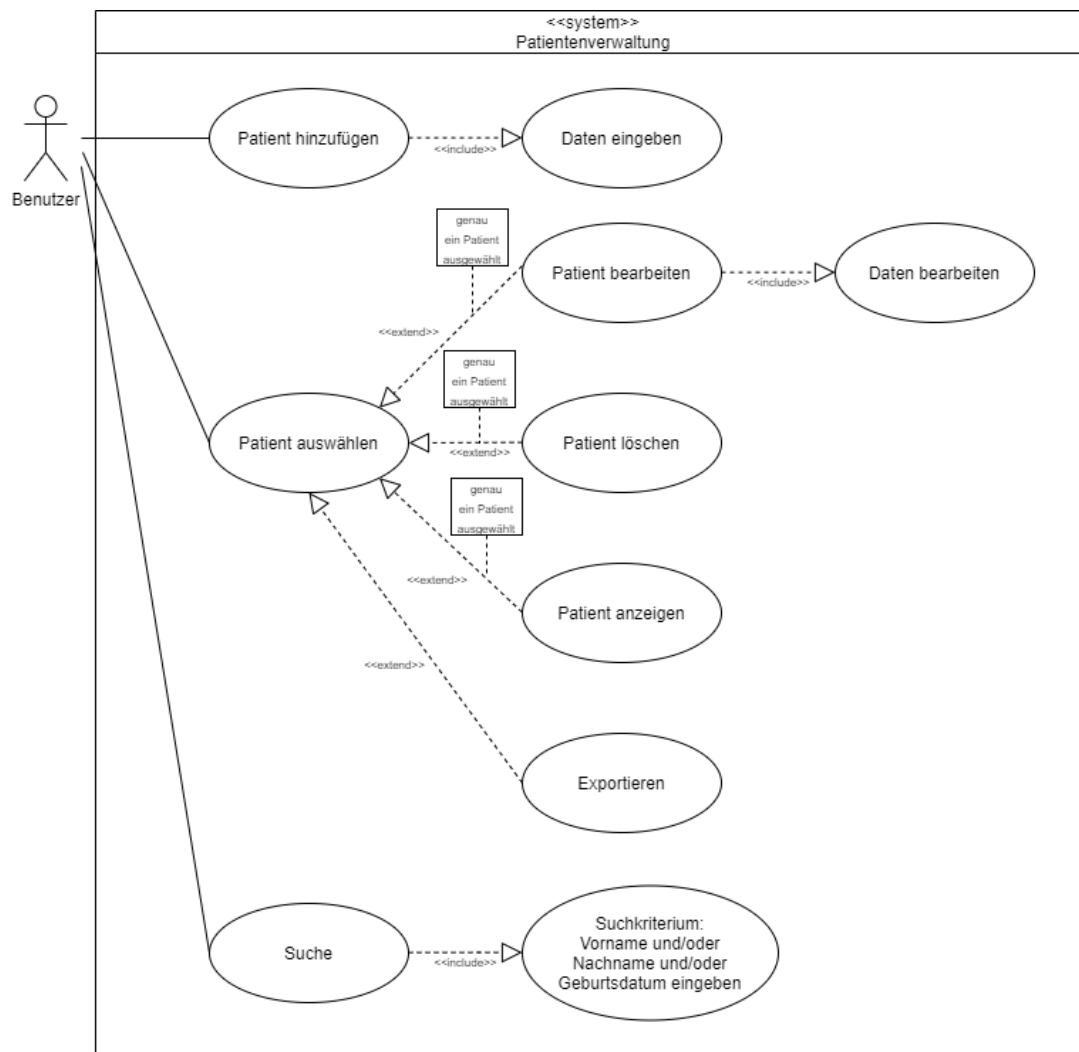 <<system>>
Patientenverwaltung
Benutzer
Patient hinzufügen
<<include>>
Daten eingeben
genau
ein Patient
ausgewählt
Patient bearbeiten
<<include>>
Daten bearbeiten
<<extend>>
genau
ein Patient
ausgewählt
Patient auswählen
<<extend>>
Patient löschen
genau
ein Patient
ausgewählt
<<extend>>
Patient anzeigen
<<extend>>
Exportieren
Suche
<<include>>
Suchkriterium:
Vorname und/oder
Nachname und/oder
Geburtsdatum eingeben